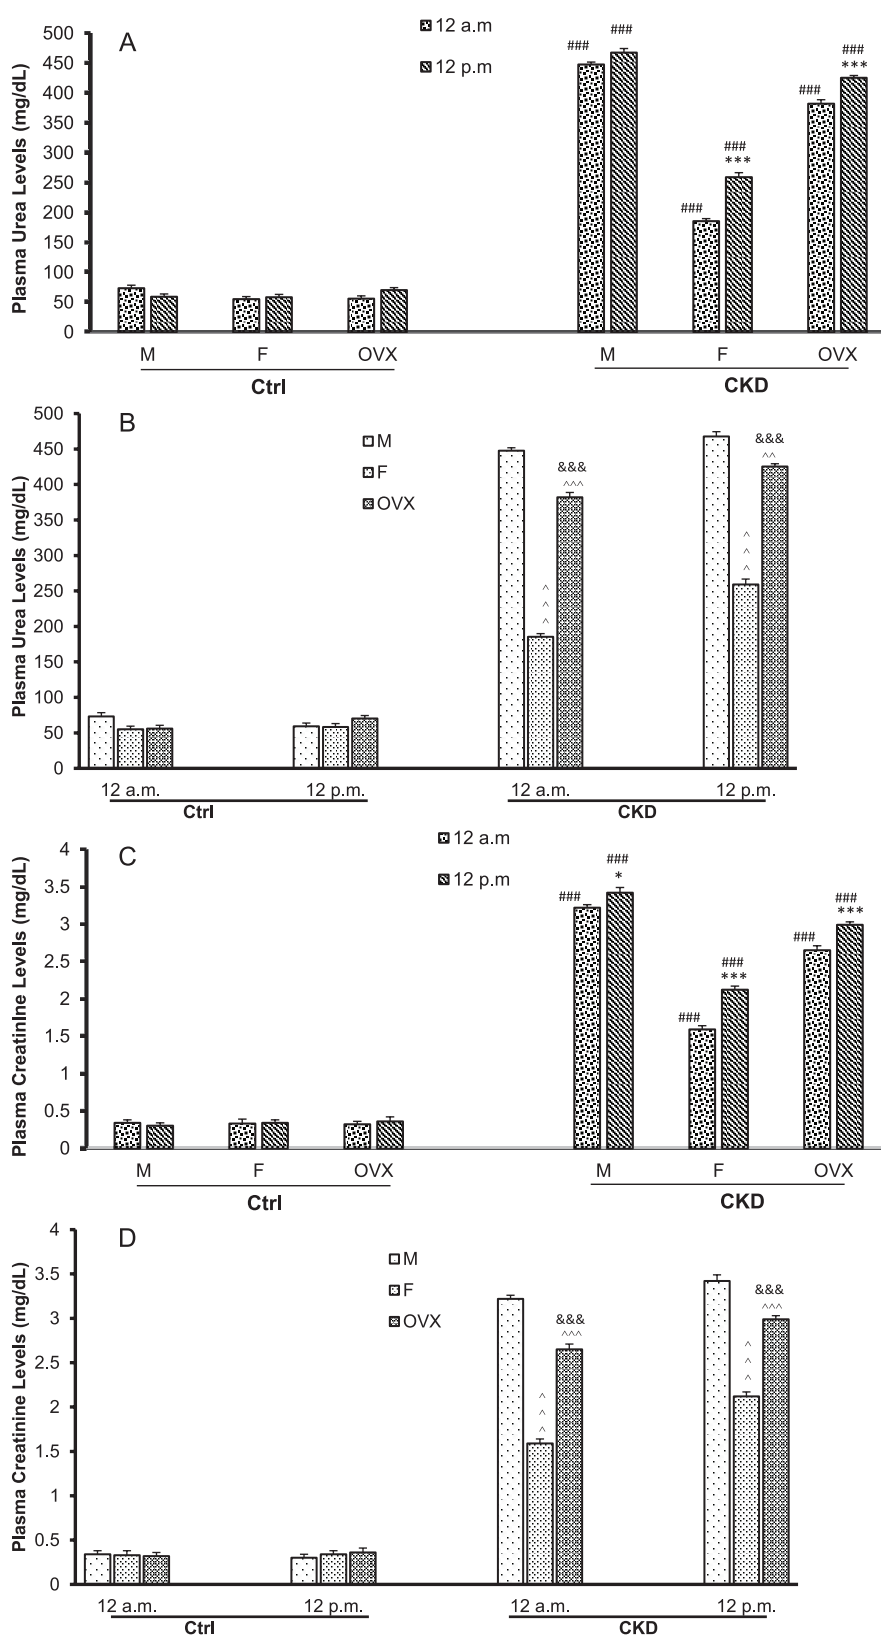 A
12 a.m
12 p.m
Plasma Urea Levels (mg/dL)
500
450
400
350
300
250
200
150
100
50
0
###
###
###
###
***
###
###
***
M
F
OVX
M
F
OVX
Ctrl
CKD
B
M
F
OVX
Plasma Urea Levels (mg/dL)
500
450
400
350
300
250
200
150
100
50
0
^
^
^
&&&
^^^
^
^
^
&&&
^^
12 a.m.
12 p.m.
12 a.m.
12 p.m.
Ctrl
CKD
C
12 a.m
12 p.m
Plasma CreatinIne Levels (mg/dL)
4
3.5
3
2.5
2
1.5
1
0.5
0
###
###
*
###
###
***
###
###
***
M
F
OVX
M
F
OVX
Ctrl
CKD
D
M
F
OVX
Plasma Creatinine Levels (mg/dL)
4
3.5
3
2.5
2
1.5
1
0.5
0
^
^
^
&&&
^^^
^
^
^
&&&
^^^
12 a.m.
12 p.m.
12 a.m.
12 p.m.
Ctrl
CKD